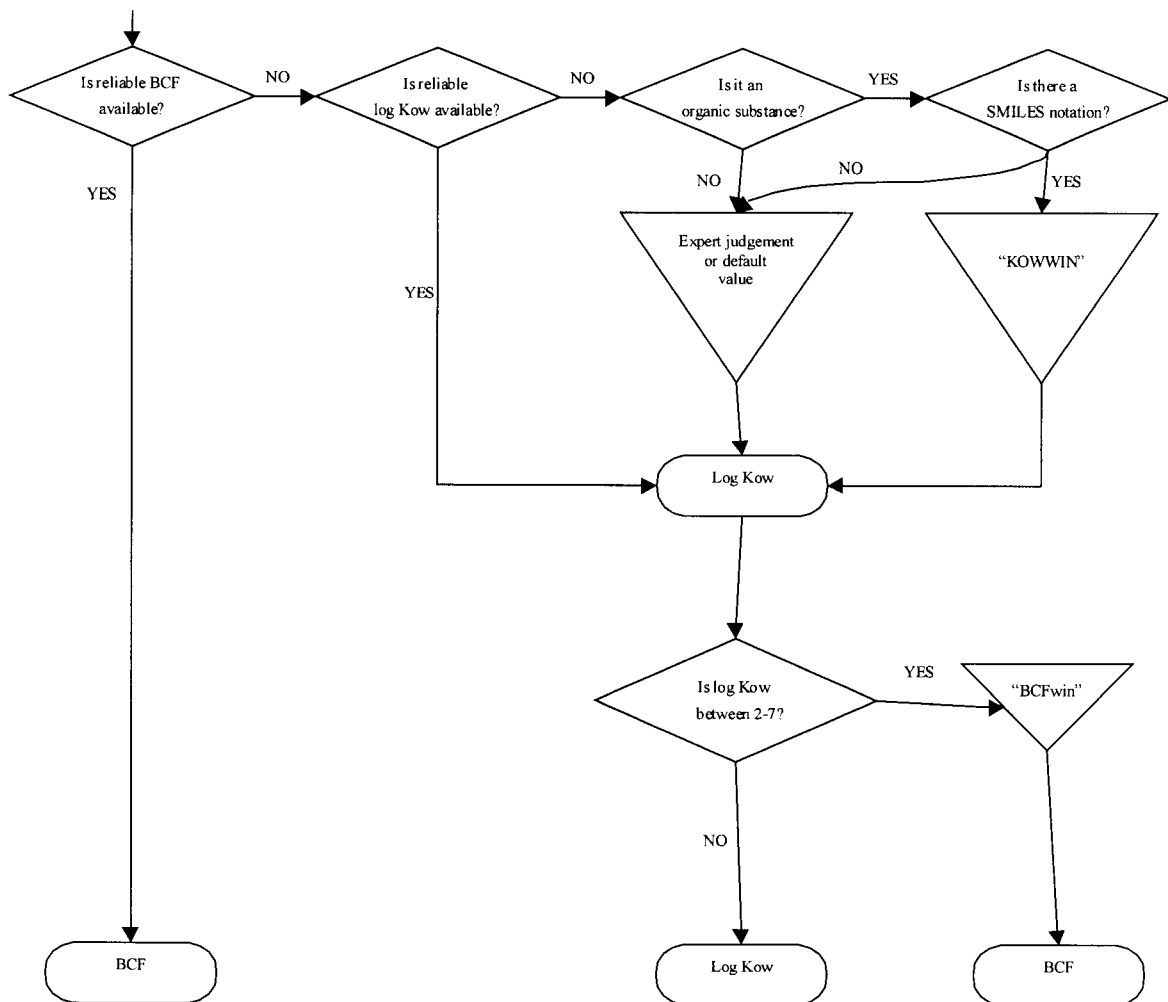 Is reliable BCF
available?
NO
Is reliable
log Kow available?
NO
Is it an
organic substance?
YES
Is there a
SMILES notation?
YES
YES
NO
NO
YES
Expert judgement
or default
value
"KOWWIN"
Log Kow
Is log Kow
between 2-7?
YES
"BCFwin"
NO
BCF
Log Kow
BCF